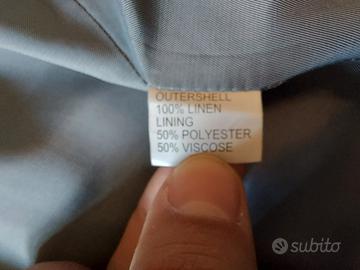 OUTERSHELL
100% LINEN
LINING
50% POLYESTER
50% VISCOSE
subito